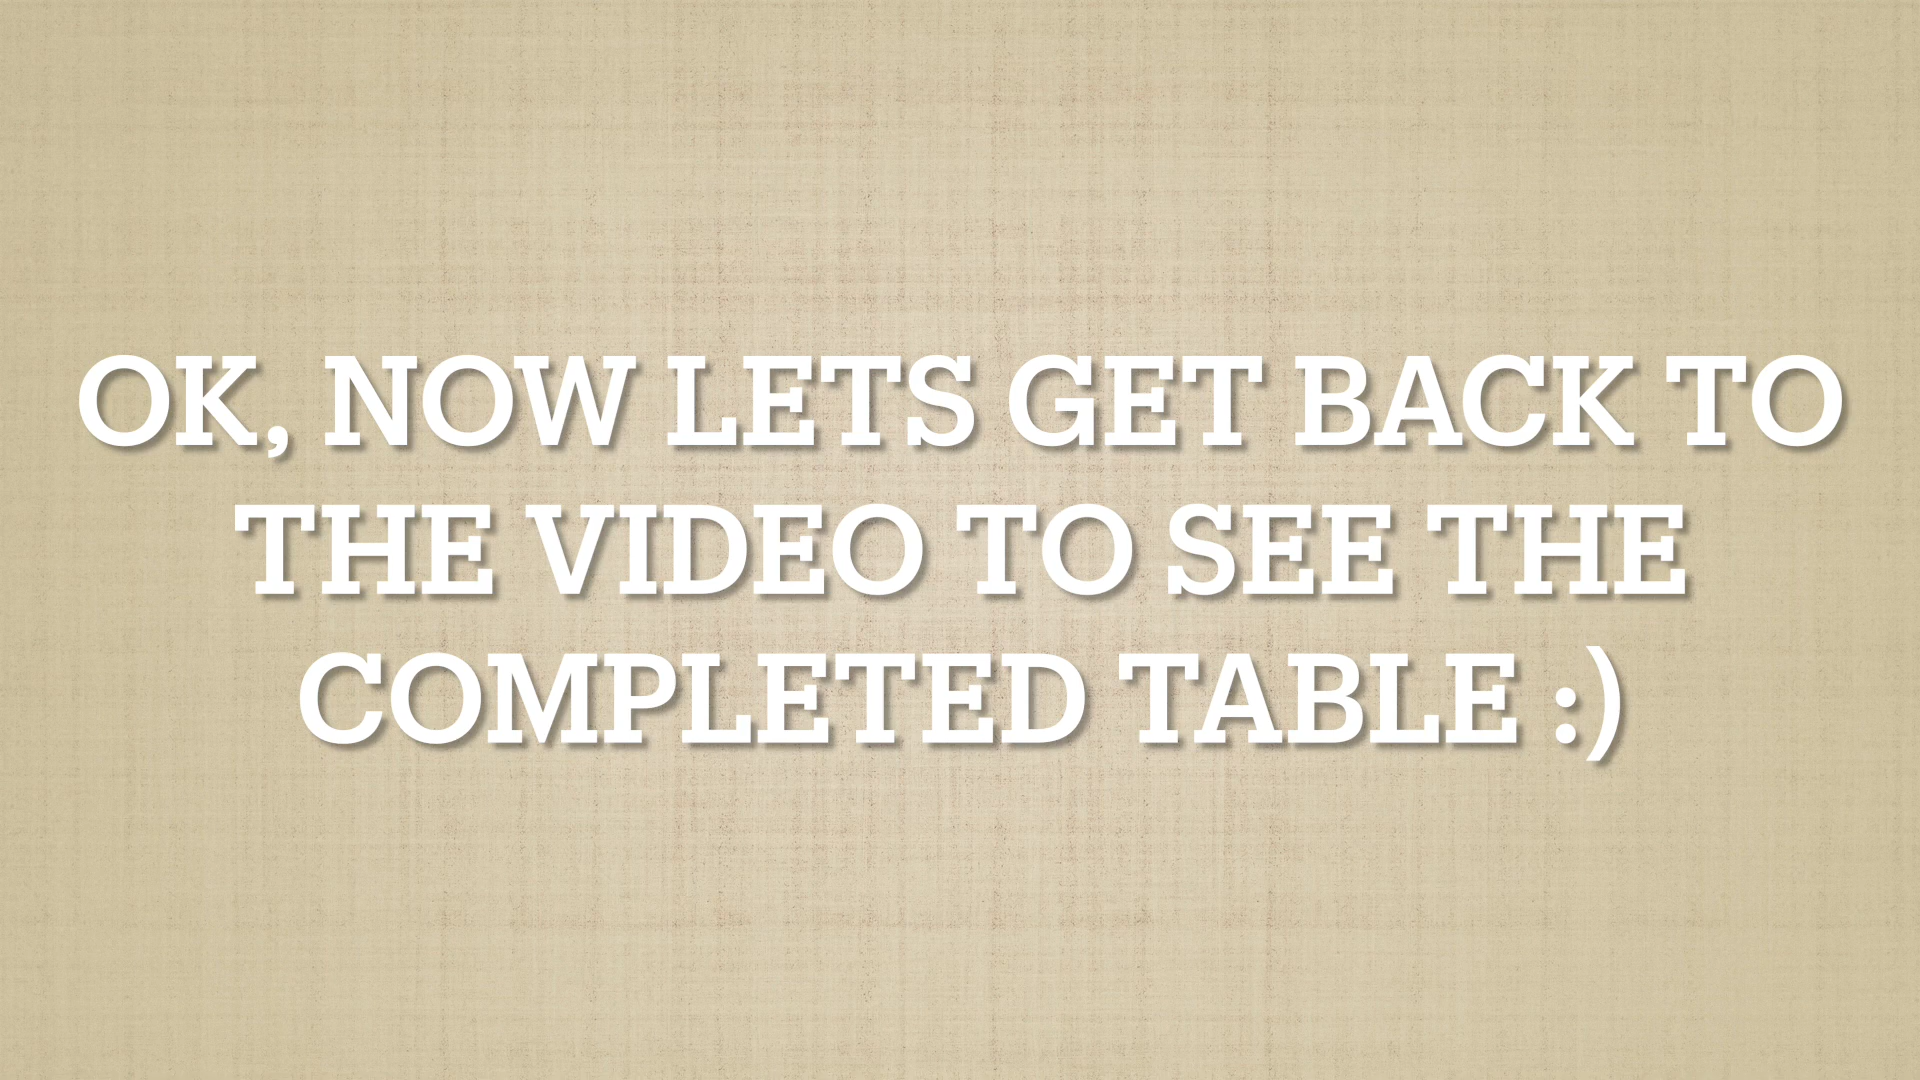 OK, NOW LETS GET BACK TO
THE VIDEO TO SEE THE
COMPLETED TABLE :)